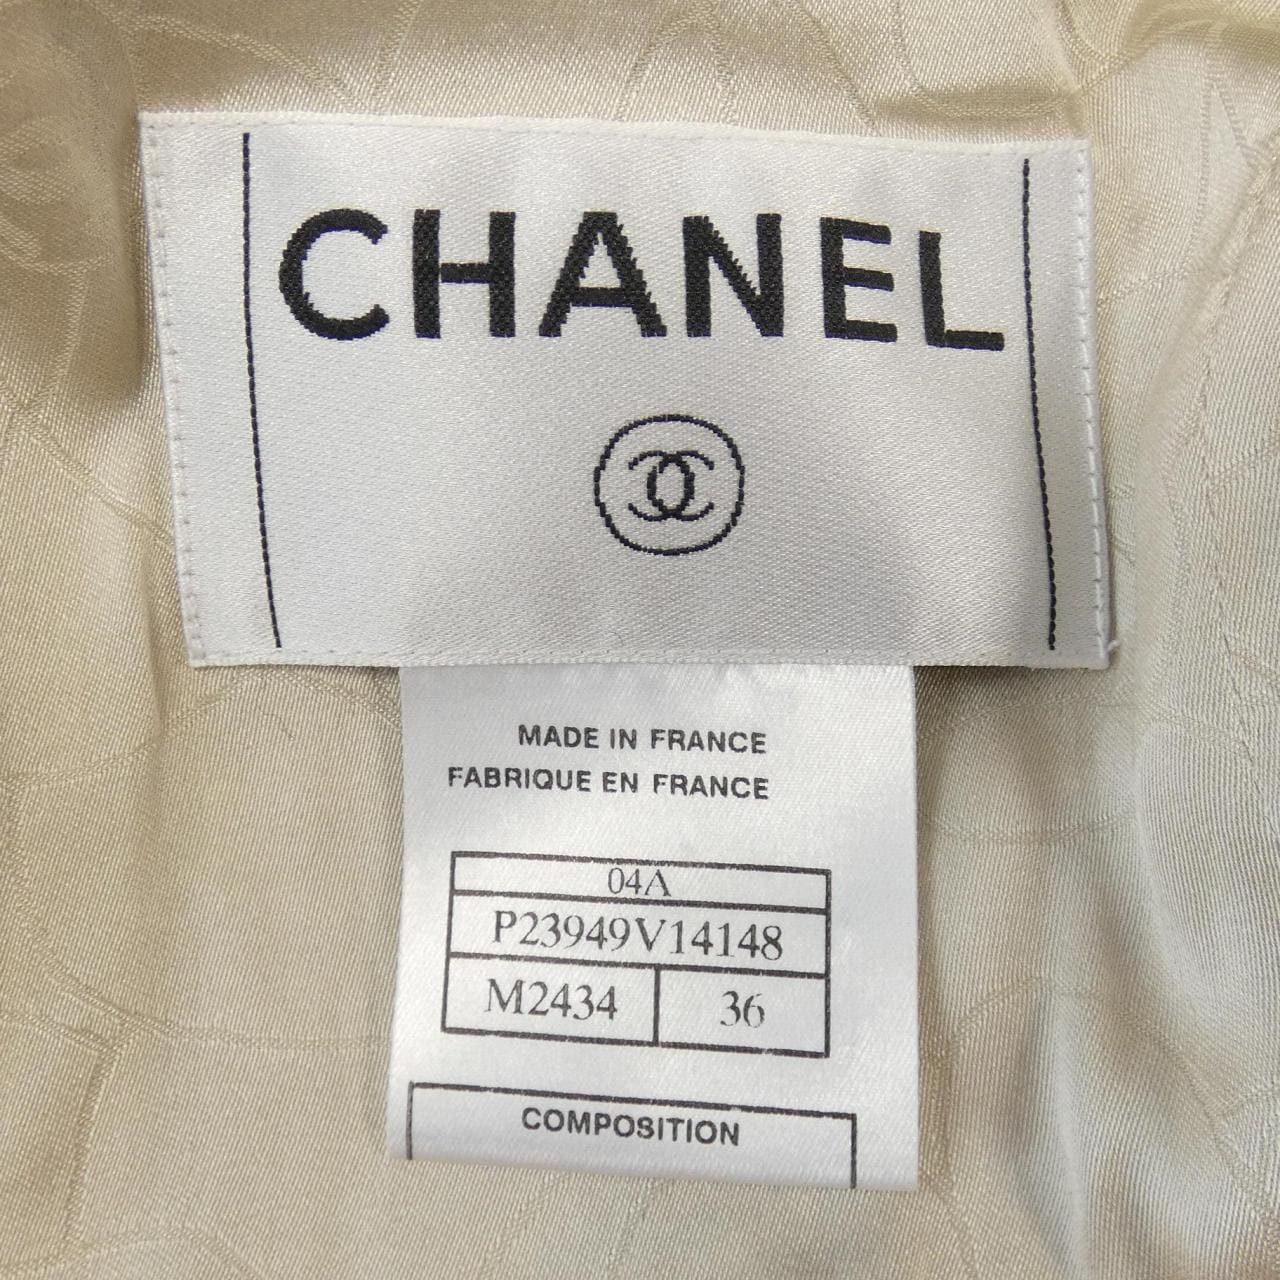 CHANEL
MADE IN FRANCE
FABRIQUE EN FRANCE
04A
P23949V14148
M2434 36
COMPOSITION